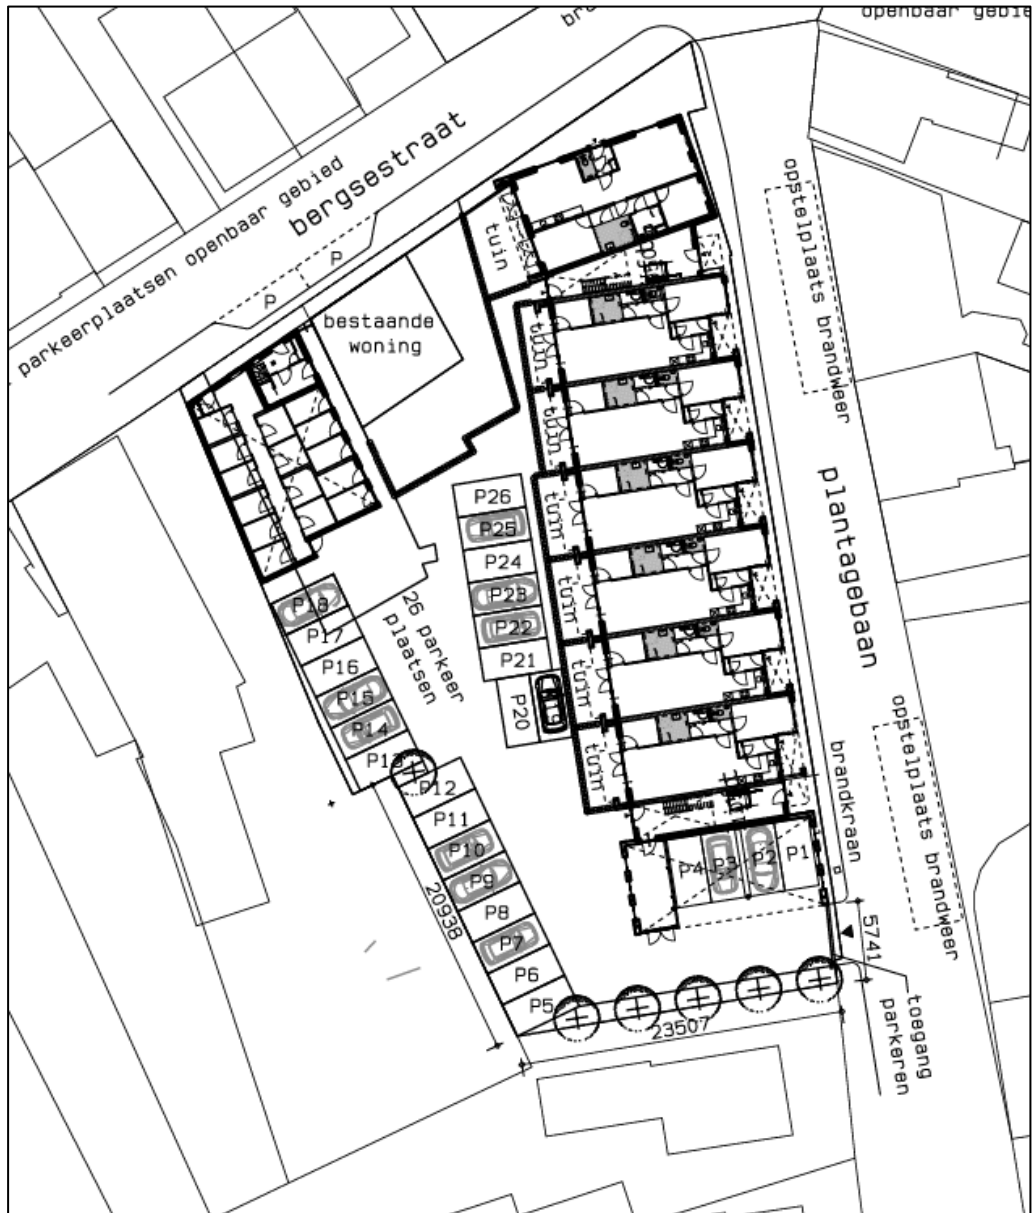 openbaar gebie
bergsestraat
parkeerplaatsen openbaar gebied
P
P
tuin
bestaande
woning
tuin
tuin
tuin
tuin
tuin
tuin
opstelplaats brandweer
plantagebaan
opstelplaats brandweer
brandkraan
P26
P25
P24
P23
P22
P21
P20
26 parkeer
plaatsen
P18
P17
P16
P15
P14
P13
P12
P11
P10
P9
P8
P7
P6
P5
P4
P3
P2
P1
20938
23507
5741
toegang
parkeren